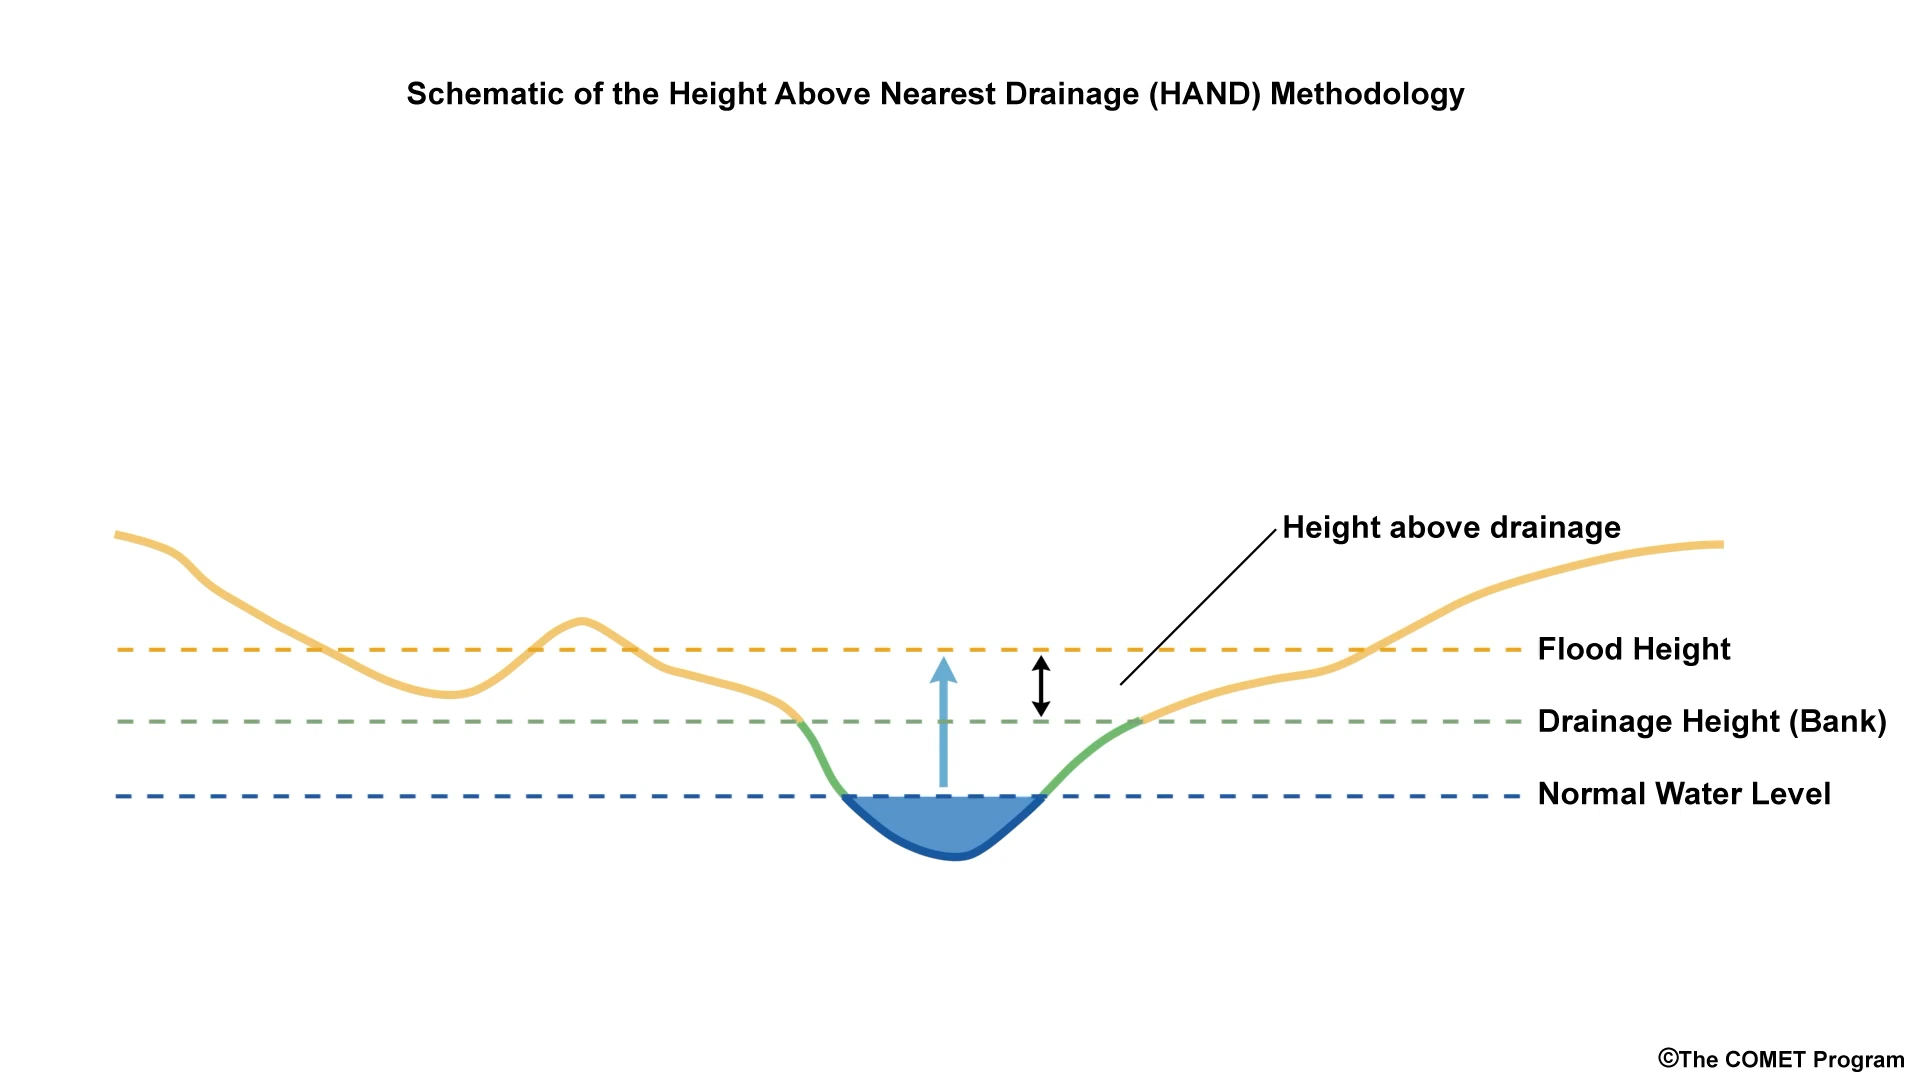 Schematic of the Height Above Nearest Drainage (HAND) Methodology
Height above drainage
Flood Height
Drainage Height (Bank)
Normal Water Level
©The COMET Program